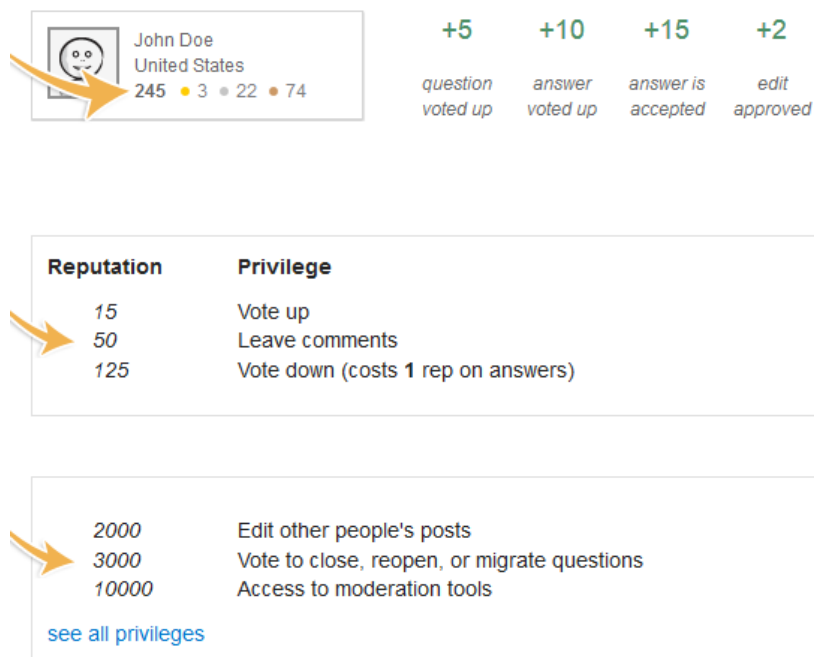 John Doe
United States
245 3 22 74
+5 +10 +15 +2
question answer answer is edit
voted up voted up accepted approved
Reputation Privilege
15 Vote up
50 Leave comments
125 Vote down (costs 1 rep on answers)
2000 Edit other people's posts
3000 Vote to close, reopen, or migrate questions
10000 Access to moderation tools
see all privileges